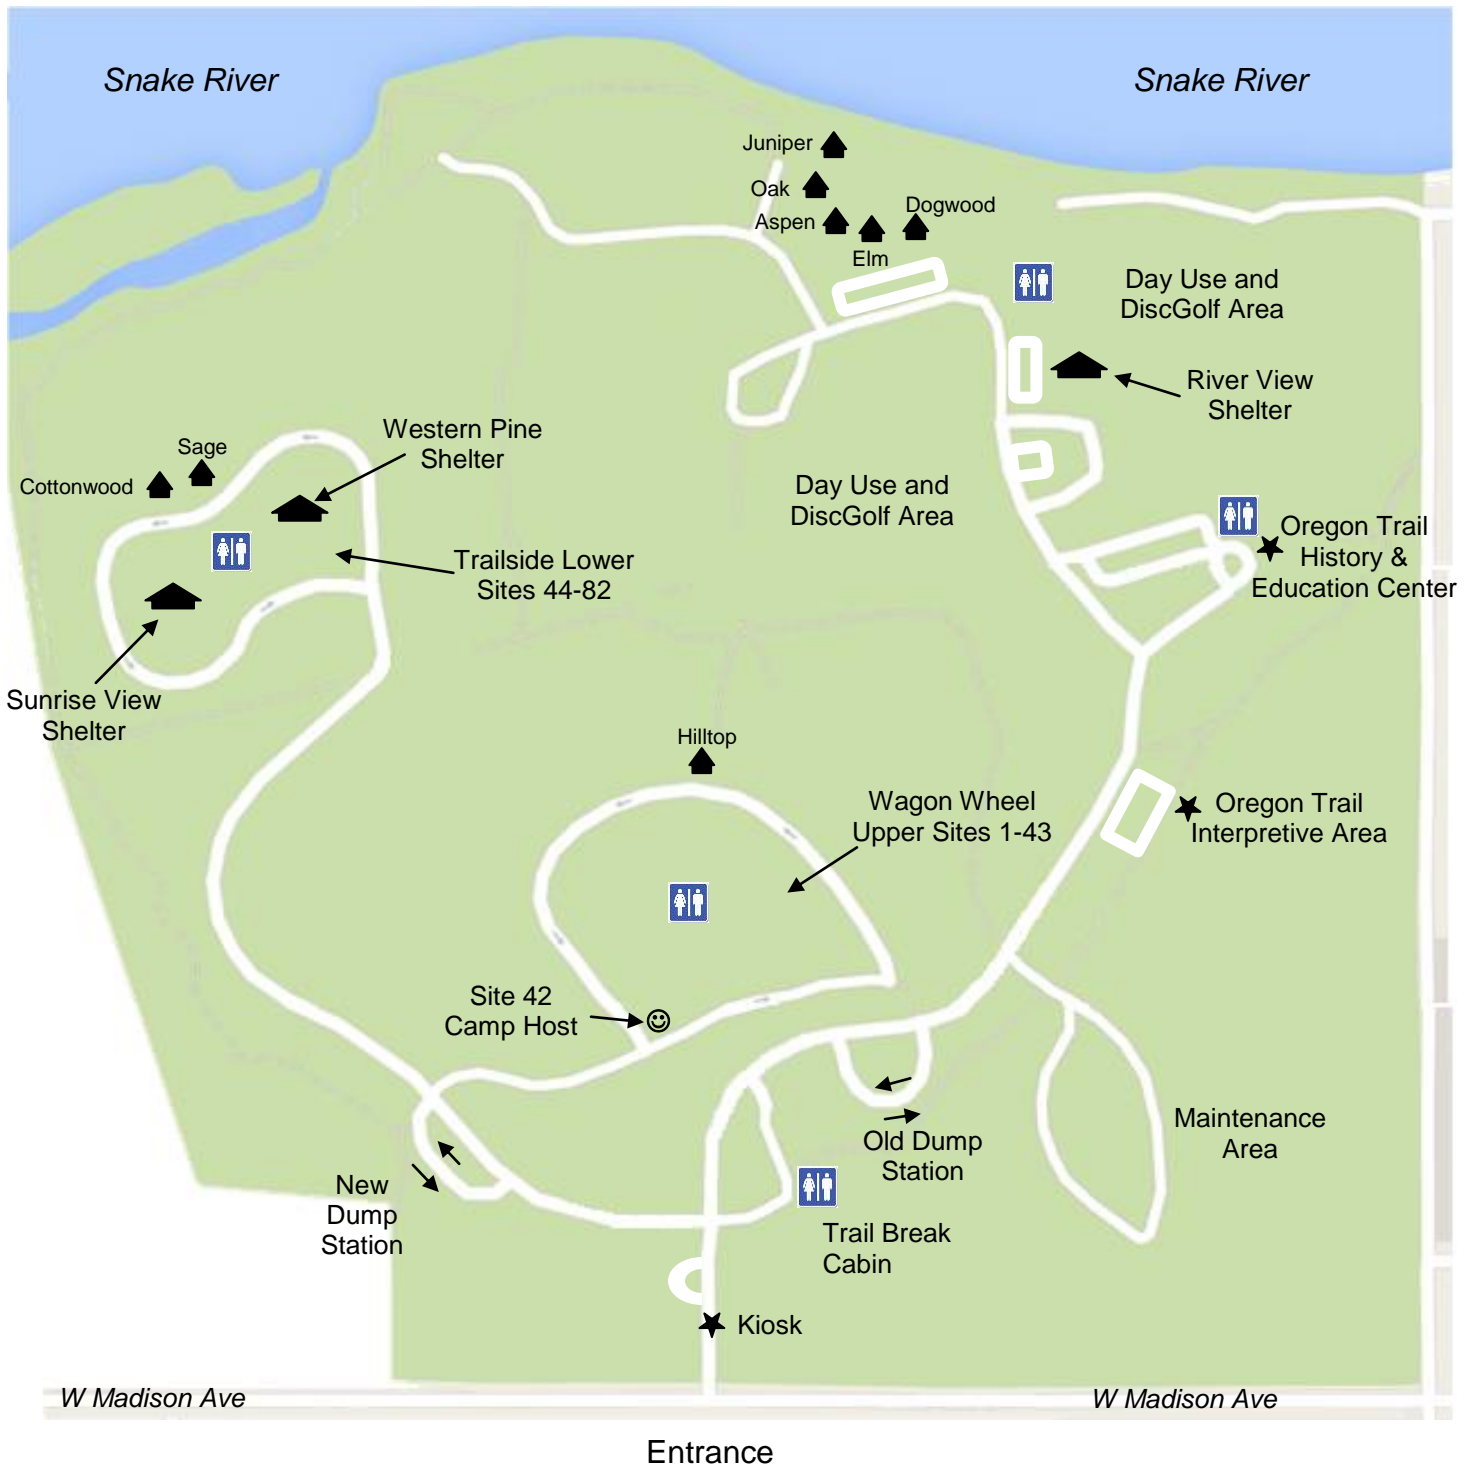 Snake River
Snake River
Juniper
Oak
Aspen
Dogwood
Elm
Day Use and
DiscGolf Area
River View
Shelter
Western Pine
Shelter
Sage
Cottonwood
Day Use and
DiscGolf Area
Oregon Trail
History &
Education Center
Trailside Lower
Sites 44-82
Sunrise View
Shelter
Hilltop
Wagon Wheel
Upper Sites 1-43
Oregon Trail
Interpretive Area
Site 42
Camp Host
Maintenance
Area
Old Dump
Station
New
Dump
Station
Trail Break
Cabin
Kiosk
W Madison Ave
W Madison Ave
Entrance